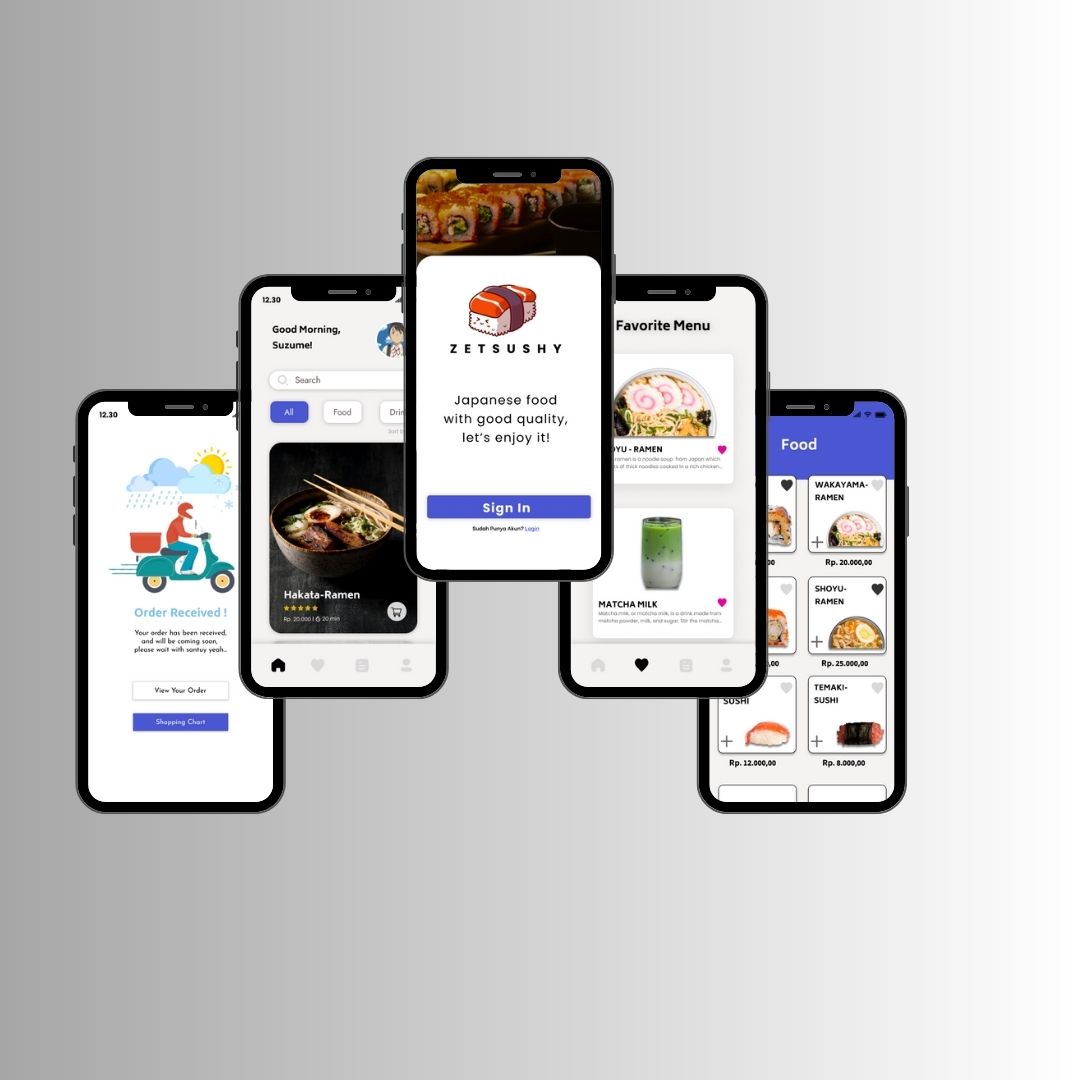 12.30
Order Received !
Your order has been received,
and will be coming soon,
please wait with santuy yeah...
View Your Order
Shopping Chart
12.30
Good Morning,
Suzume!
Search
All
Food
Sort
Hakata-Ramen
Rp. 20.000 | 20 min
ZETSUSHY
Japanese food
with good quality,
let's enjoy it!
Sign In
Sudah Punya Akun? Login
Favorite Menu
OYU - RAMEN
ramen is a noodle soup from Japan which
of thick noodles cooked in a rich chicken...
MATCHA MILK
Matcha milk, or matcha milk, is a drink made from
matcha powder, milk, and sugar. Stir the matcha...
Food
WAKAYAMA-
RAMEN
Rp. 20.000,00
SHOYU-
RAMEN
Rp. 25.000,00
SUSHI
Rp. 12.000,00
TEMAKI-
SUSHI
Rp. 8.000,00